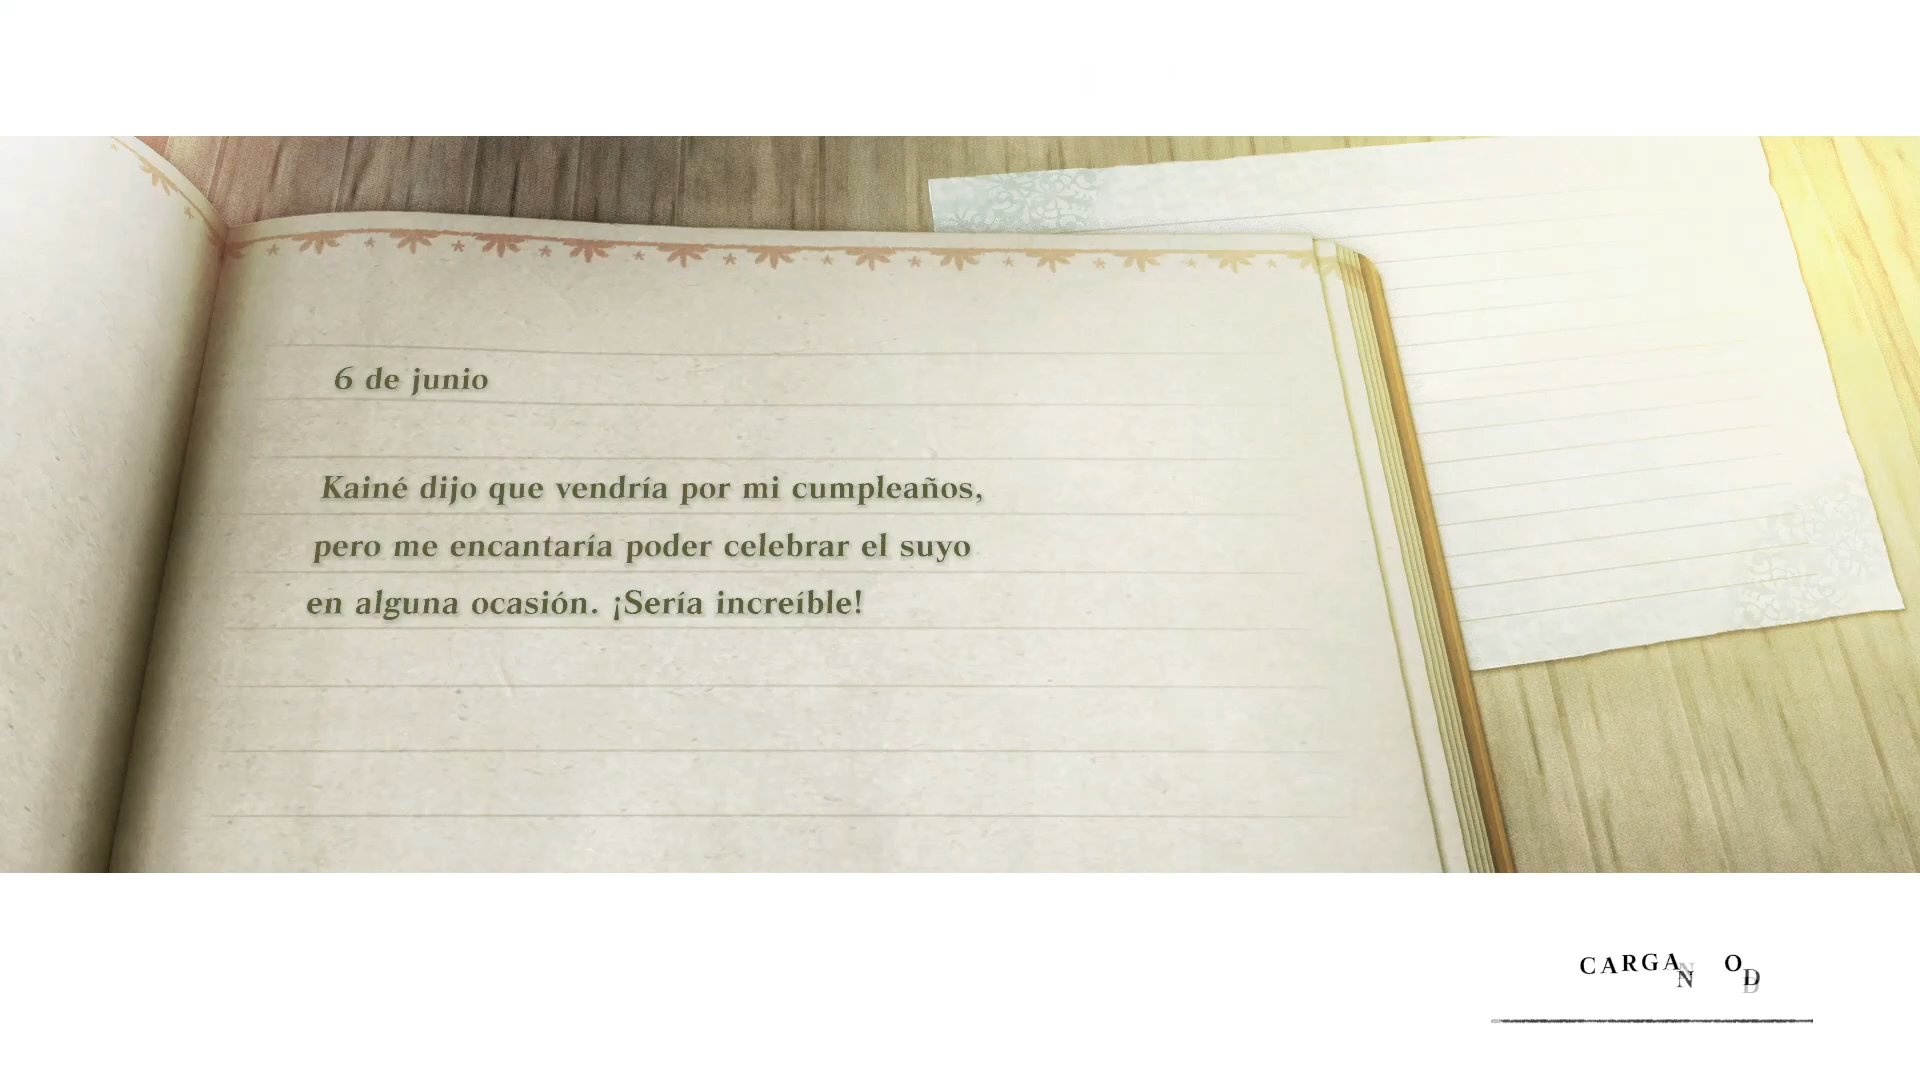 6 de junio
Kainé dijo que vendría por mi cumpleaños,
pero me encantaría poder celebrar el suyo
en alguna ocasión. ¡Sería increíble!
CARGANDO